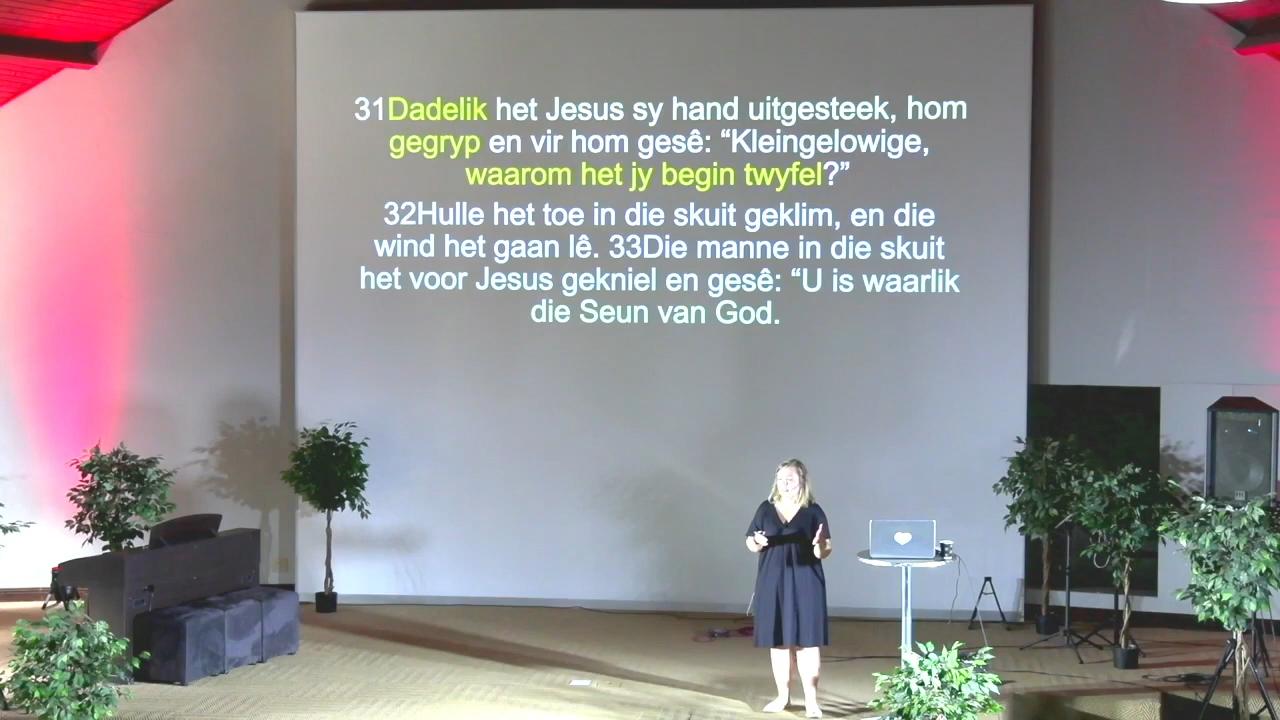 31Dadelik het Jesus sy hand uitgesteek, hom
gegryp en vir hom gesê: “Kleingelowige,
waarom het jy begin twyfel?”
32Hulle het toe in die skuit geklim, en die
wind het gaan lê. 33Die manne in die skuit
het voor Jesus gekniel en gesê: “U is waarlik
die Seun van God.